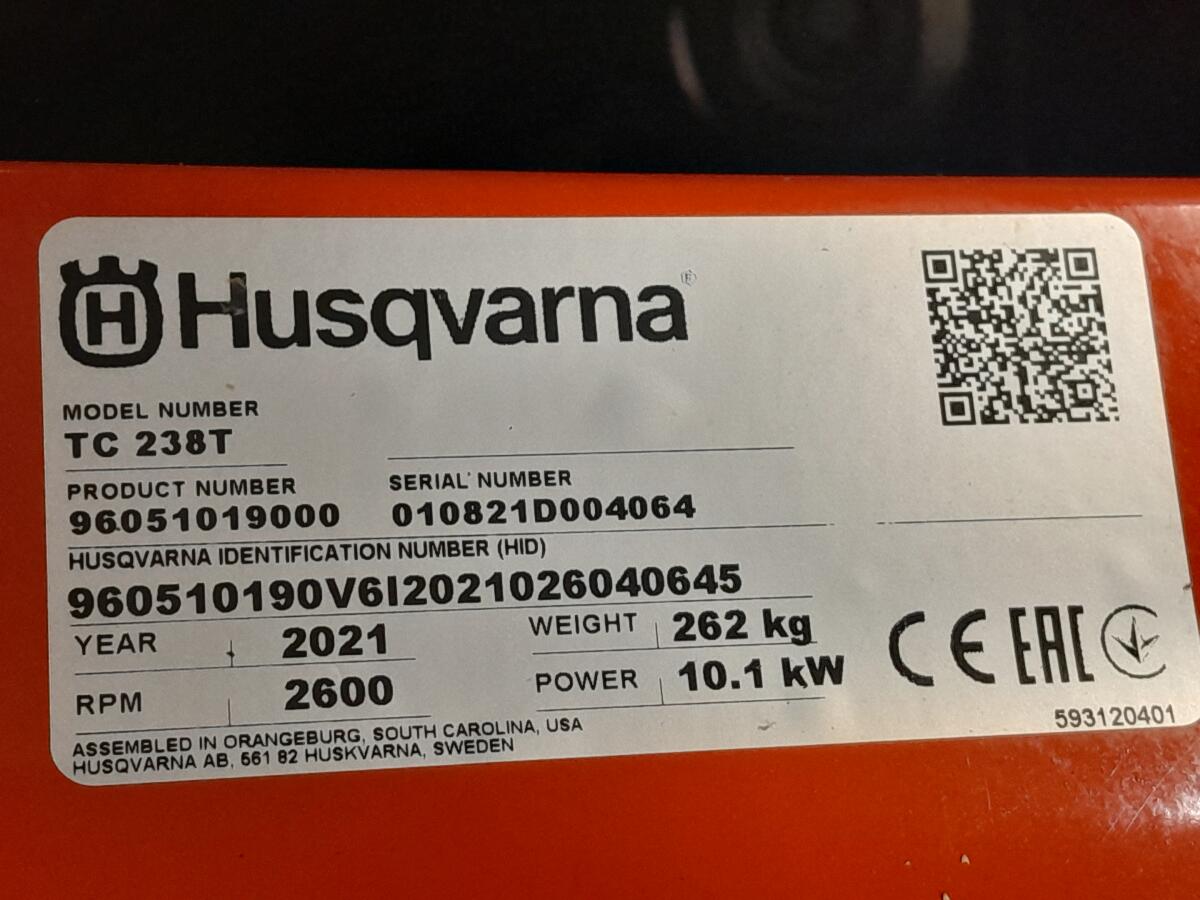 H Husqvarna®
MODEL NUMBER
TC 238T
PRODUCT NUMBER SERIAL NUMBER
96051019000 010821D004064
HUSQVARNA IDENTIFICATION NUMBER (HID)
960510190V6I2021026040645
YEAR 2021 WEIGHT 262 kg
RPM 2600 POWER 10.1 kW
CE EAC
ASSEMBLED IN ORANGEBURG, SOUTH CAROLINA, USA
HUSQVARNA AB, 561 82 HUSKVARNA, SWEDEN
593120401